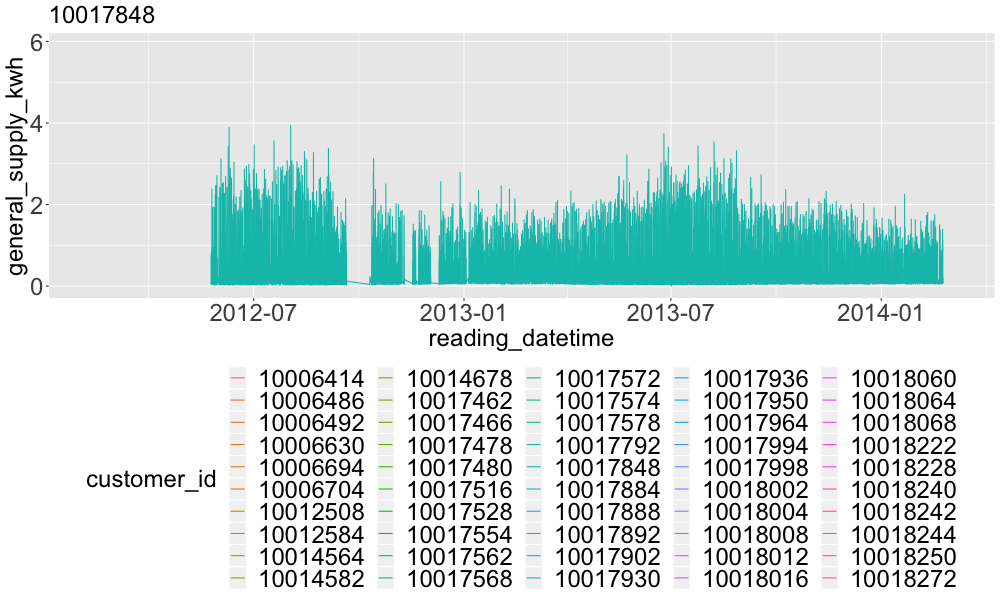 10017848
general_supply_kwh
6
4
2
0
2012-07 2013-01 2013-07 2014-01
reading_datetime
customer_id
10006414 10014678 10017572 10017936 10018060
10006486 10017462 10017574 10017950 10018064
10006492 10017466 10017578 10017964 10018068
10006630 10017478 10017792 10017994 10018222
10006694 10017480 10017848 10017998 10018228
10006704 10017516 10017884 10018002 10018240
10012508 10017528 10017888 10018004 10018242
10012584 10017554 10017892 10018008 10018244
10014564 10017562 10017902 10018012 10018250
10014582 10017568 10017930 10018016 10018272